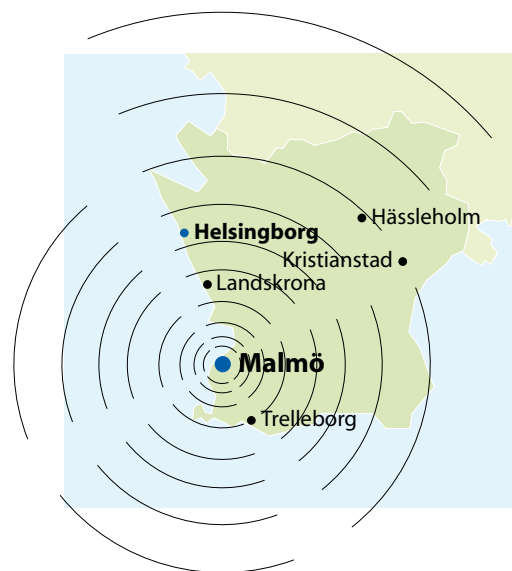 Hässleholm
Helsingborg
Kristianstad
Landskrona
Malmö
Trelleborg